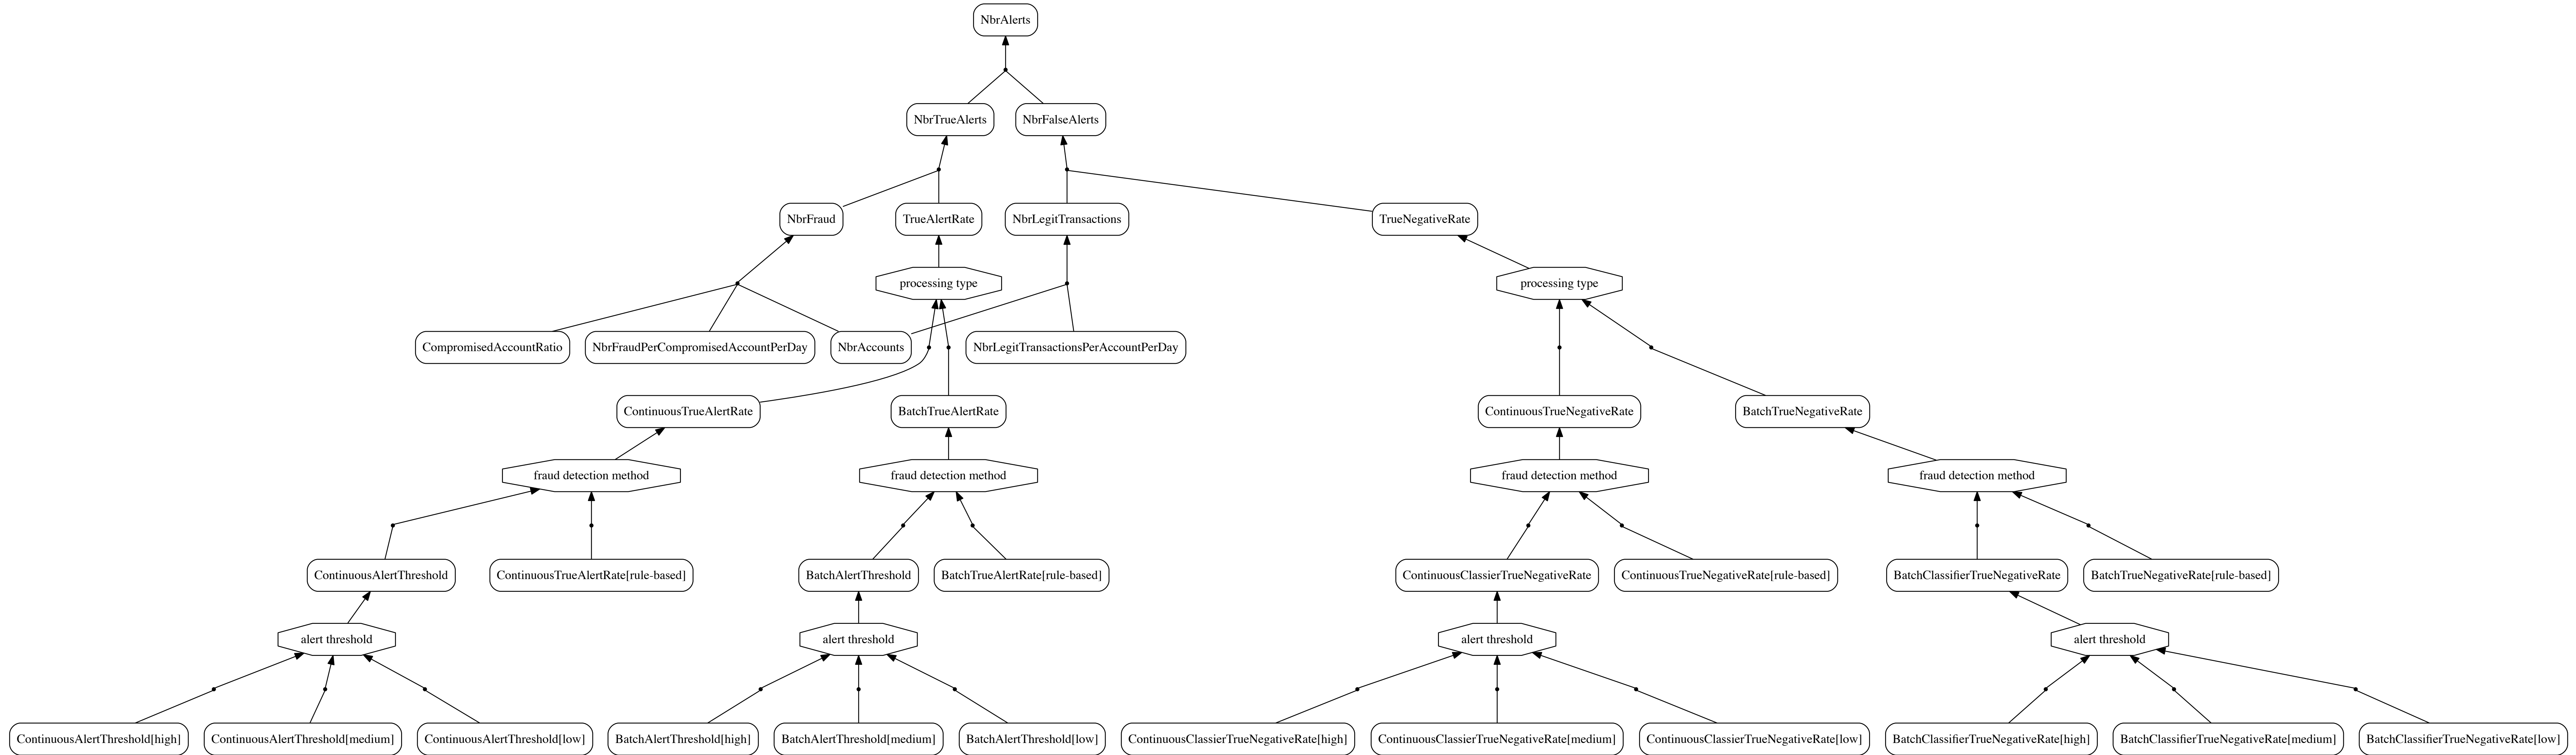 NbrAlerts
NbrTrueAlerts
NbrFalseAlerts
NbrFraud
TrueAlertRate
NbrLegitTransactions
TrueNegativeRate
processing type
processing type
CompromisedAccountRatio
NbrFraudPerCompromisedAccountPerDay
NbrAccounts
NbrLegitTransactionsPerAccountPerDay
ContinuousTrueAlertRate
BatchTrueAlertRate
ContinuousTrueNegativeRate
BatchTrueNegativeRate
fraud detection method
fraud detection method
fraud detection method
fraud detection method
ContinuousAlertThreshold
ContinuousTrueAlertRate[rule-based]
BatchAlertThreshold
BatchTrueAlertRate[rule-based]
ContinuousClassierTrueNegativeRate
ContinuousTrueNegativeRate[rule-based]
BatchClassifierTrueNegativeRate
BatchTrueNegativeRate[rule-based]
alert threshold
alert threshold
alert threshold
alert threshold
ContinuousAlertThreshold[high]
ContinuousAlertThreshold[medium]
ContinuousAlertThreshold[low]
BatchAlertThreshold[high]
BatchAlertThreshold[medium]
BatchAlertThreshold[low]
ContinuousClassierTrueNegativeRate[high]
ContinuousClassierTrueNegativeRate[medium]
ContinuousClassierTrueNegativeRate[low]
BatchClassifierTrueNegativeRate[high]
BatchClassifierTrueNegativeRate[medium]
BatchClassifierTrueNegativeRate[low]